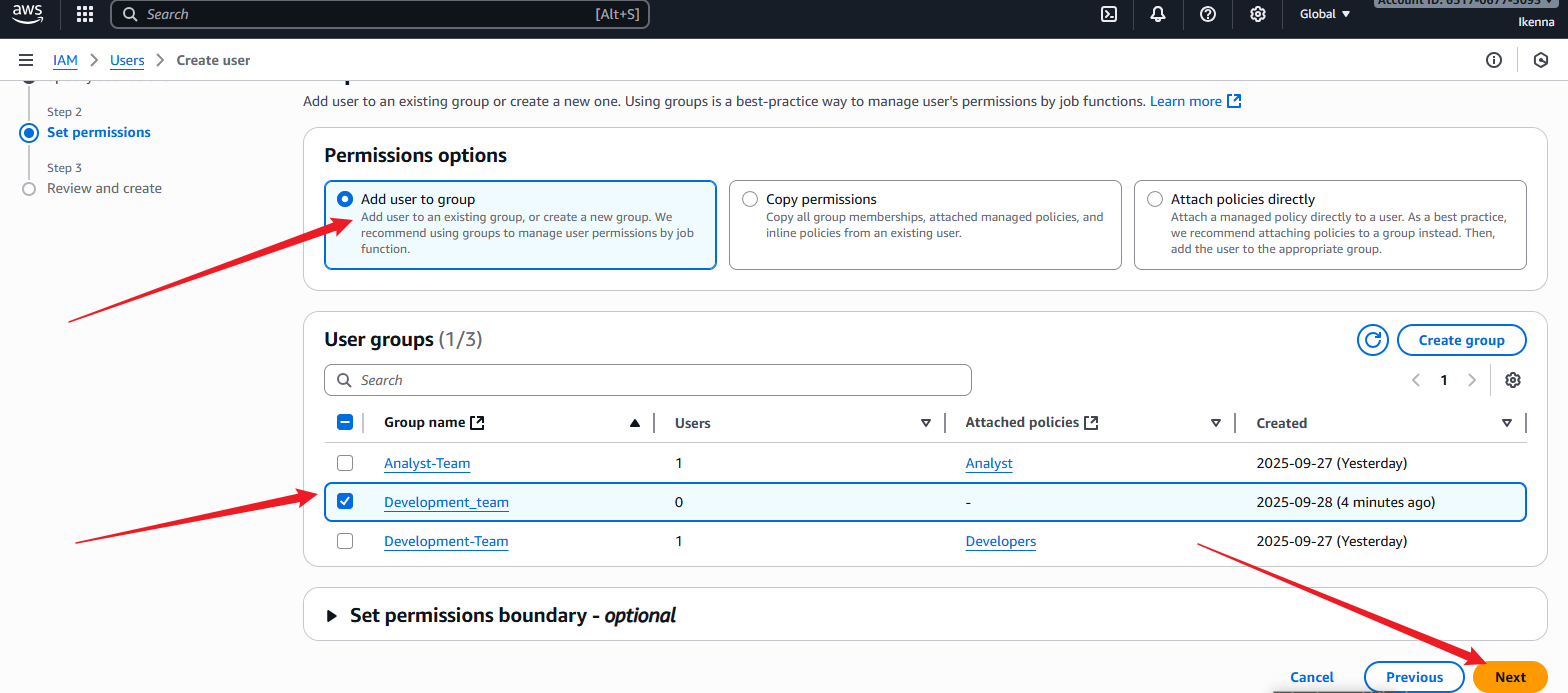 aws
Search
[Alt+S]
Global
Ikenna
IAM
Users
Create user
Step 2
Set permissions
Step 3
Review and create
Add user to an existing group or create a new one. Using groups is a best-practice way to manage user's permissions by job functions. Learn more
Permissions options
Add user to group
Add user to an existing group, or create a new group. We
recommend using groups to manage user permissions by job
function.
Copy permissions
Copy all group memberships, attached managed policies, and
inline policies from an existing user.
Attach policies directly
Attach a managed policy directly to a user. As a best practice,
we recommend attaching policies to a group instead. Then,
add the user to the appropriate group.
User groups (1/3)
Create group
Search
1
Group name Users Attached policies Created
Analyst-Team 1 Analyst 2025-09-27 (Yesterday)
Development_team 0 - 2025-09-28 (4 minutes ago)
Development-Team 1 Developers 2025-09-27 (Yesterday)
Set permissions boundary - optional
Cancel Previous Next